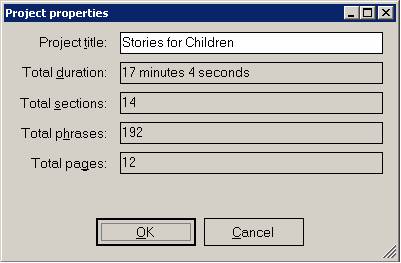 Project properties
Project title: Stories for Children
Total duration: 17 minutes 4 seconds
Total sections: 14
Total phrases: 192
Total pages: 12
OK Cancel